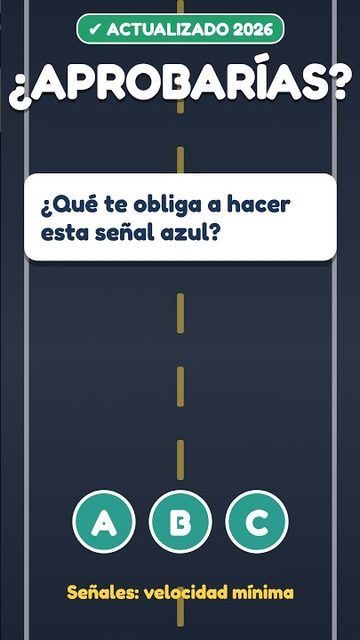 ✔ ACTUALIZADO 2026
¿APROBARÍAS?
¿Qué te obliga a hacer
esta señal azul?
A B C
Señales: velocidad mínima